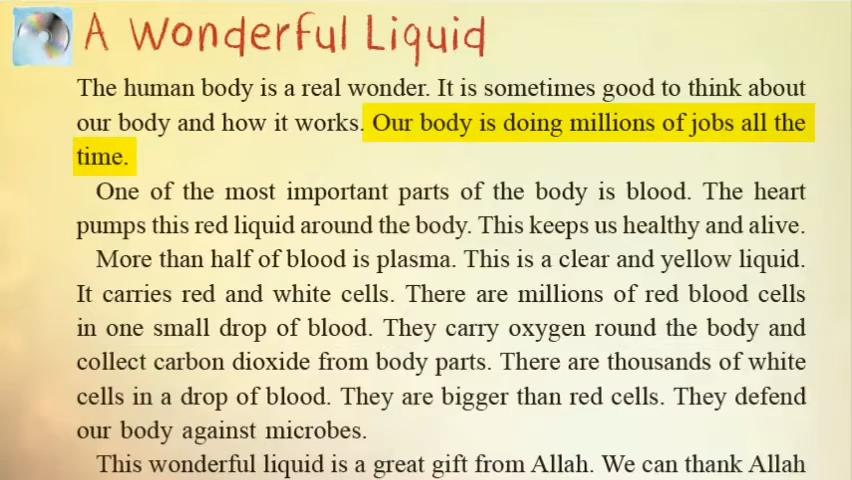 A Wonderful Liquid
The human body is a real wonder. It is sometimes good to think about
our body and how it works. Our body is doing millions of jobs all the
time.
One of the most important parts of the body is blood. The heart
pumps this red liquid around the body. This keeps us healthy and alive.
More than half of blood is plasma. This is a clear and yellow liquid.
It carries red and white cells. There are millions of red blood cells
in one small drop of blood. They carry oxygen round the body and
collect carbon dioxide from body parts. There are thousands of white
cells in a drop of blood. They are bigger than red cells. They defend
our body against microbes.
This wonderful liquid is a great gift from Allah. We can thank Allah